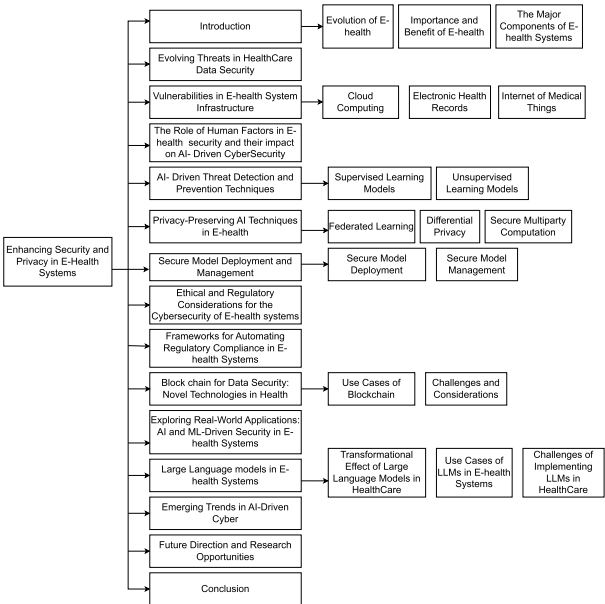 Enhancing Security and
Privacy in E-Health
Systems
Introduction
Evolution of E-
health
Importance and
Benefit of E-health
The Major
Components of E-
health Systems
Evolving Threats in HealthCare
Data Security
Vulnerabilities in E-health System
Infrastructure
Cloud
Computing
Electronic Health
Records
Internet of Medical
Things
The Role of Human Factors in E-
health security and their impact
on AI- Driven CyberSecurity
AI- Driven Threat Detection and
Prevention Techniques
Supervised Learning
Models
Unsupervised
Learning Models
Privacy-Preserving AI Techniques
in E-health
Federated Learning
Differential
Privacy
Secure Multiparty
Computation
Secure Model Deployment and
Management
Secure Model
Deployment
Secure Model
Management
Ethical and Regulatory
Considerations for the
Cybersecurity of E-health systems
Frameworks for Automating
Regulatory Compliance in E-
health Systems
Block chain for Data Security:
Novel Technologies in Health
Use Cases of
Blockchain
Challenges and
Considerations
Exploring Real-World Applications:
AI and ML-Driven Security in E-
health Systems
Large Language models in E-
health Systems
Transformational
Effect of Large
Language Models in
HealthCare
Use Cases of
LLMs in E-health
Systems
Challenges of
Implementing
LLMs in
HealthCare
Emerging Trends in AI-Driven
Cyber
Future Direction and Research
Opportunities
Conclusion